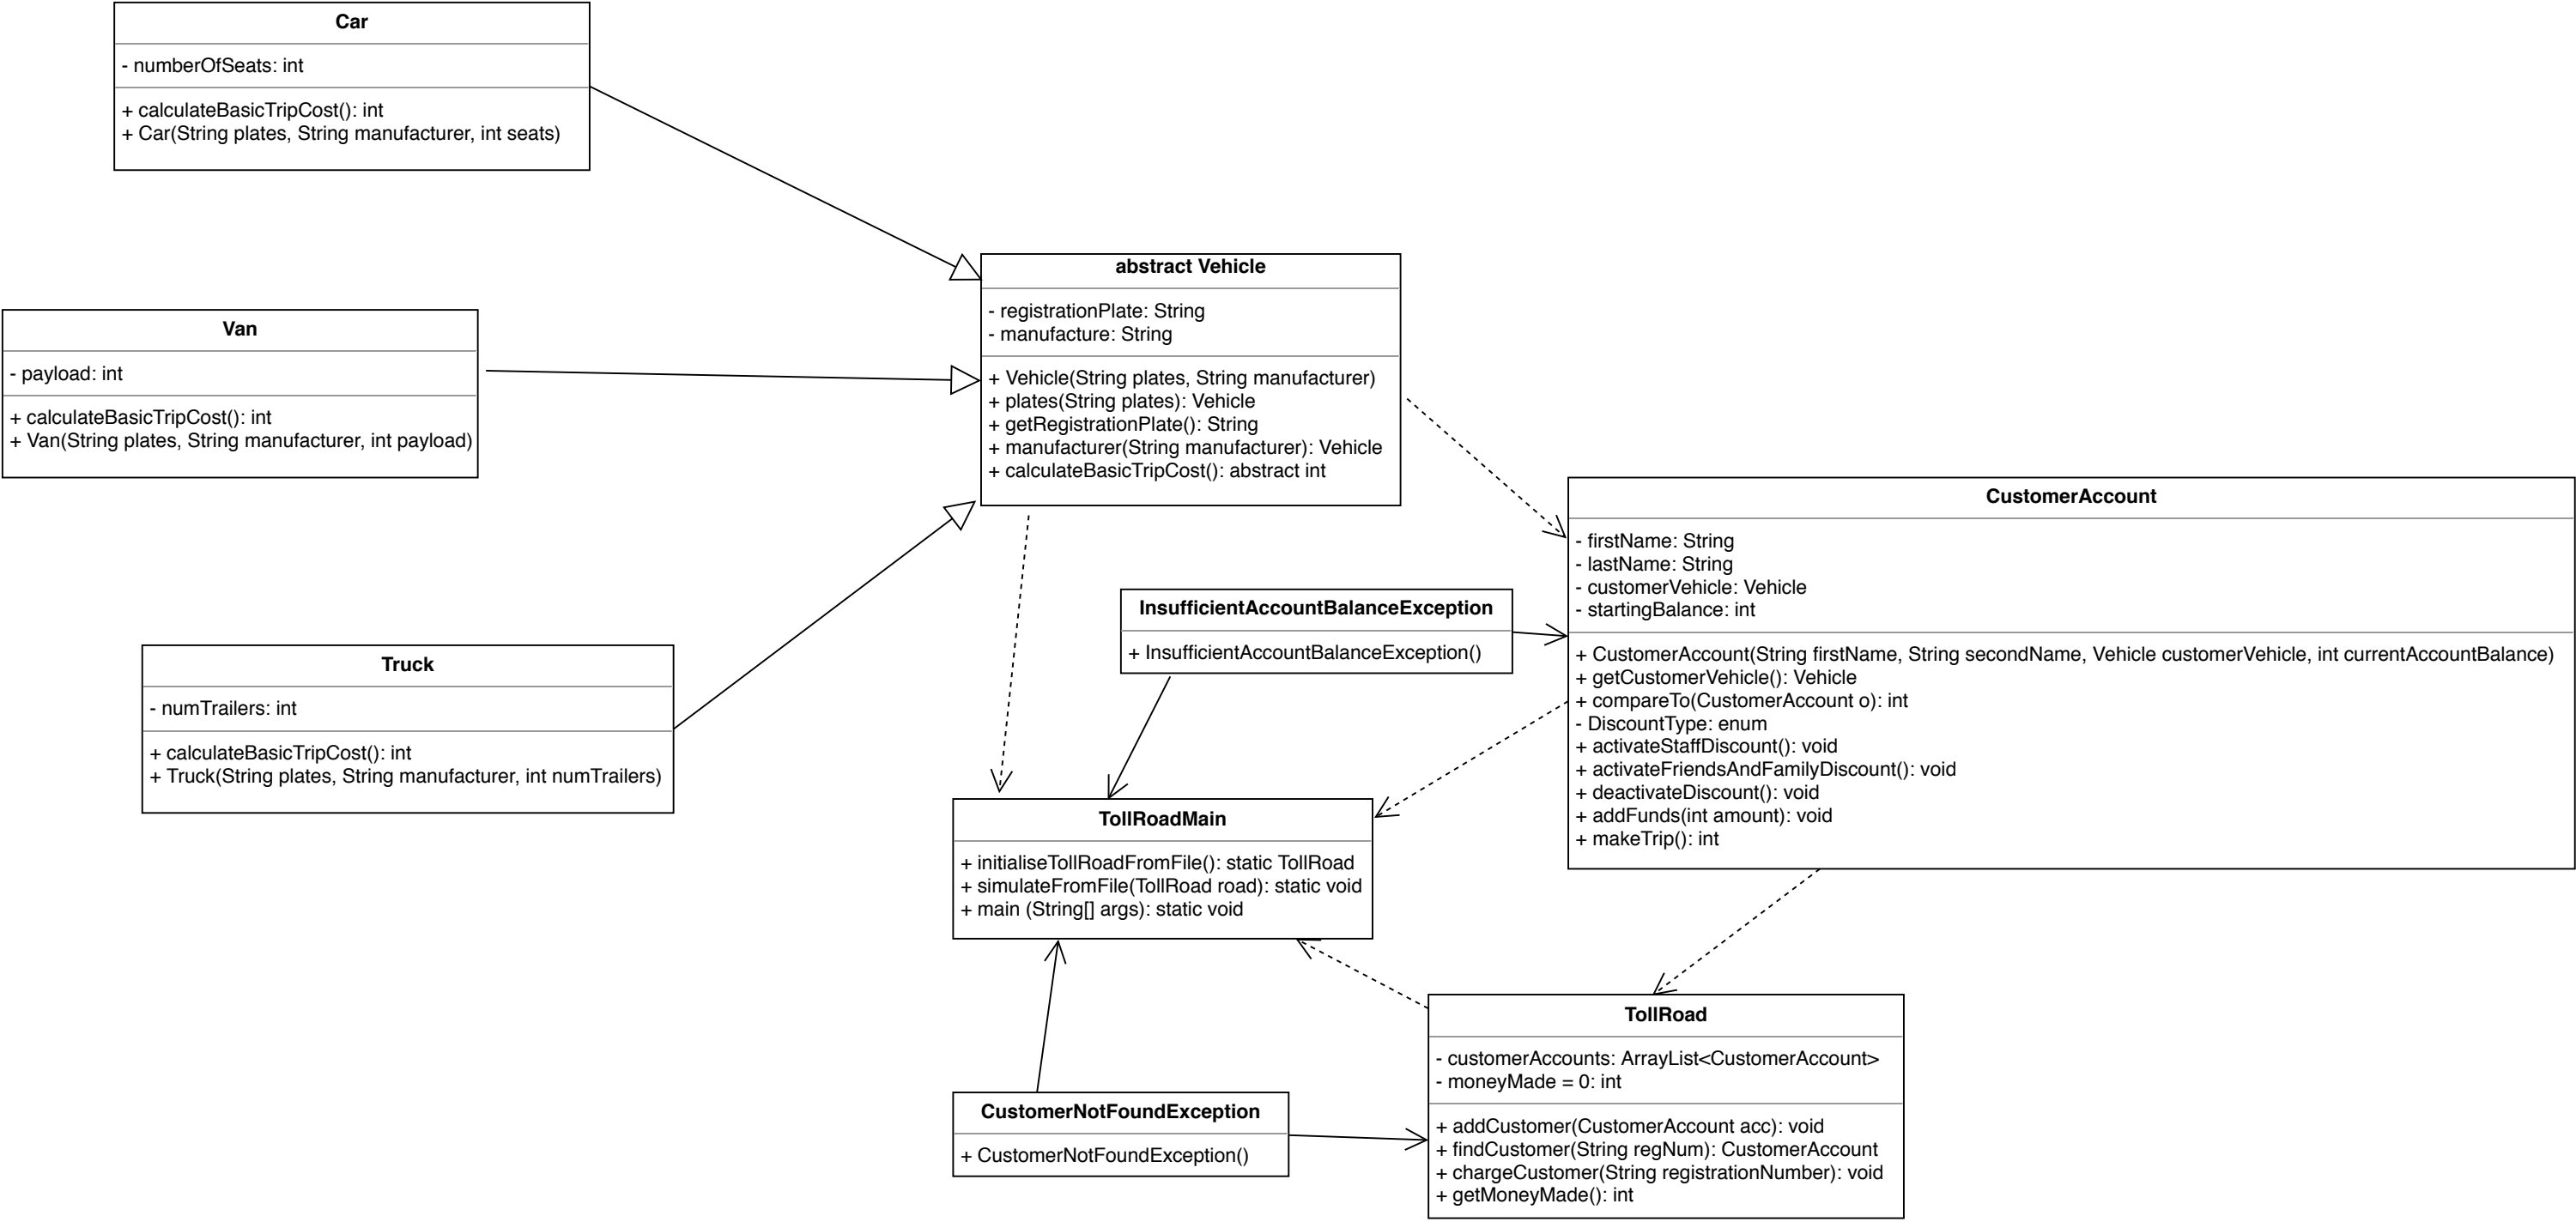 Car
- numberOfSeats: int
+ calculateBasicTripCost(): int
+ Car(String plates, String manufacturer, int seats)
abstract Vehicle
- registrationPlate: String
- manufacture: String
+ Vehicle(String plates, String manufacturer)
+ plates(String plates): Vehicle
+ getRegistrationPlate(): String
+ manufacturer(String manufacturer): Vehicle
+ calculateBasicTripCost(): abstract int
Van
- payload: int
+ calculateBasicTripCost(): int
+ Van(String plates, String manufacturer, int payload)
CustomerAccount
- firstName: String
- lastName: String
- customerVehicle: Vehicle
- startingBalance: int
+ CustomerAccount(String firstName, String secondName, Vehicle customerVehicle, int currentAccountBalance)
+ getCustomerVehicle(): Vehicle
+ compareTo(CustomerAccount o): int
- DiscountType: enum
+ activateStaffDiscount(): void
+ activateFriendsAndFamilyDiscount(): void
+ deactivateDiscount(): void
+ addFunds(int amount): void
+ makeTrip(): int
InsufficientAccountBalanceException
+ InsufficientAccountBalanceException()
Truck
- numTrailers: int
+ calculateBasicTripCost(): int
+ Truck(String plates, String manufacturer, int numTrailers)
TollRoadMain
+ initialiseTollRoadFromFile(): static TollRoad
+ simulateFromFile(TollRoad road): static void
+ main (String[] args): static void
TollRoad
- customerAccounts: ArrayList<CustomerAccount>
- moneyMade = 0: int
+ addCustomer(CustomerAccount acc): void
+ findCustomer(String regNum): CustomerAccount
+ chargeCustomer(String registrationNumber): void
+ getMoneyMade(): int
CustomerNotFoundException
+ CustomerNotFoundException()